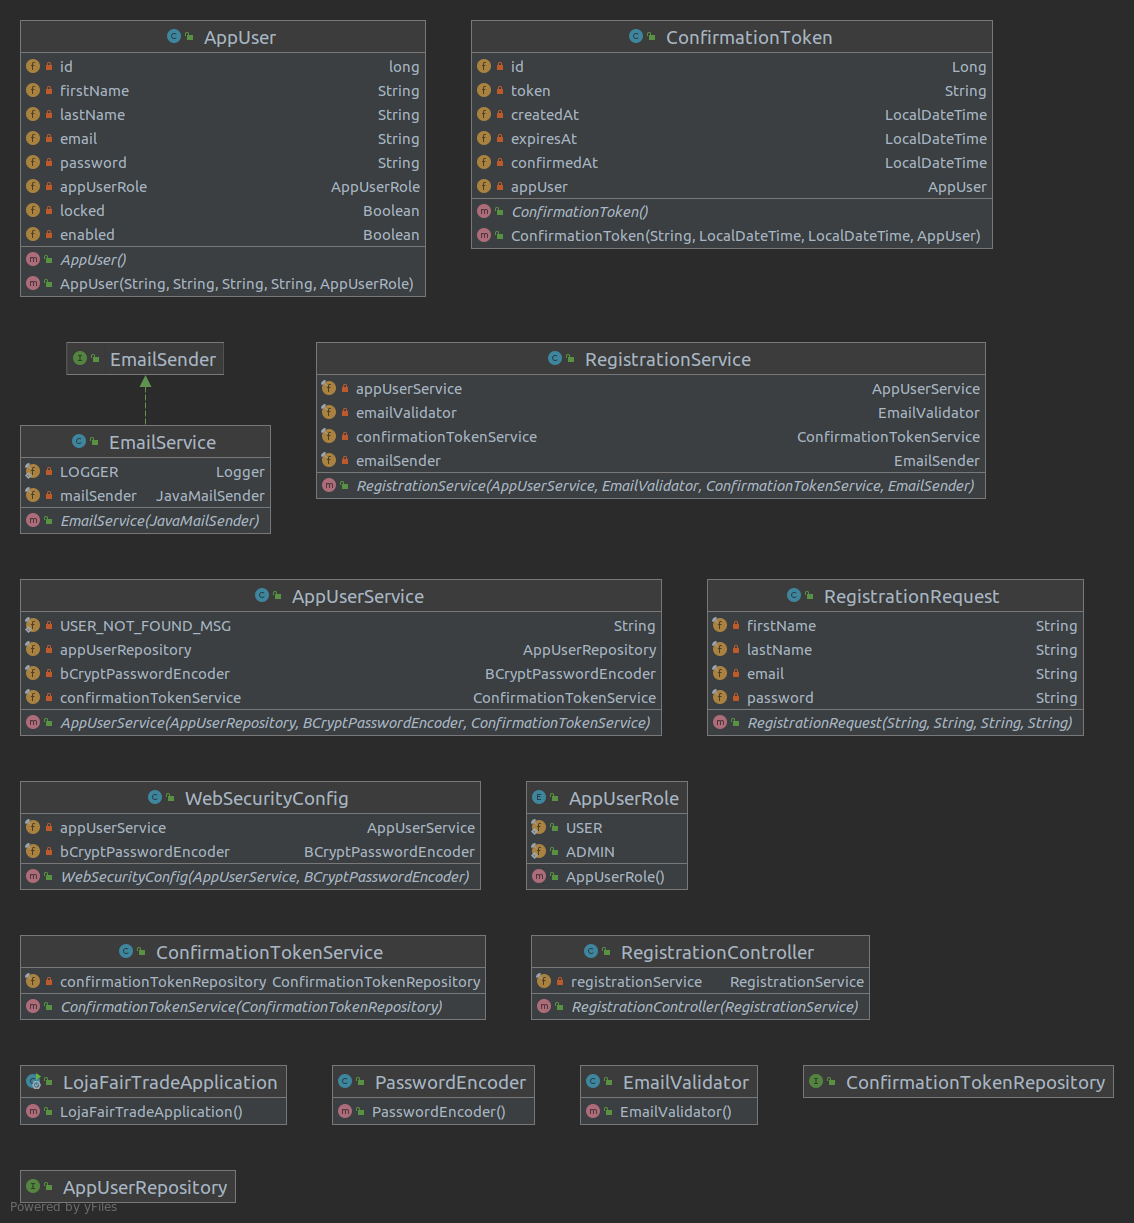 AppUser
id long
firstName String
lastName String
email String
password String
appUserRole AppUserRole
locked Boolean
enabled Boolean
AppUser()
AppUser(String, String, String, String, AppUserRole)
ConfirmationToken
id Long
token String
createdAt LocalDateTime
expiresAt LocalDateTime
confirmedAt LocalDateTime
appUser AppUser
ConfirmationToken()
ConfirmationToken(String, LocalDateTime, LocalDateTime, AppUser)
EmailSender
EmailService
LOGGER Logger
mailSender JavaMailSender
EmailService(JavaMailSender)
RegistrationService
appUserService AppUserService
emailValidator EmailValidator
confirmationTokenService ConfirmationTokenService
emailSender EmailSender
RegistrationService(AppUserService, EmailValidator, ConfirmationTokenService, EmailSender)
AppUserService
USER_NOT_FOUND_MSG String
appUserRepository AppUserRepository
bCryptPasswordEncoder BCryptPasswordEncoder
confirmationTokenService ConfirmationTokenService
AppUserService(AppUserRepository, BCryptPasswordEncoder, ConfirmationTokenService)
RegistrationRequest
firstName String
lastName String
email String
password String
RegistrationRequest(String, String, String, String)
WebSecurityConfig
appUserService AppUserService
bCryptPasswordEncoder BCryptPasswordEncoder
WebSecurityConfig(AppUserService, BCryptPasswordEncoder)
AppUserRole
USER
ADMIN
AppUserRole()
ConfirmationTokenService
confirmationTokenRepository ConfirmationTokenRepository
ConfirmationTokenService(ConfirmationTokenRepository)
RegistrationController
registrationService RegistrationService
RegistrationController(RegistrationService)
LojaFairTradeApplication
LojaFairTradeApplication()
PasswordEncoder
PasswordEncoder()
EmailValidator
EmailValidator()
ConfirmationTokenRepository
AppUserRepository
Powered by yFiles